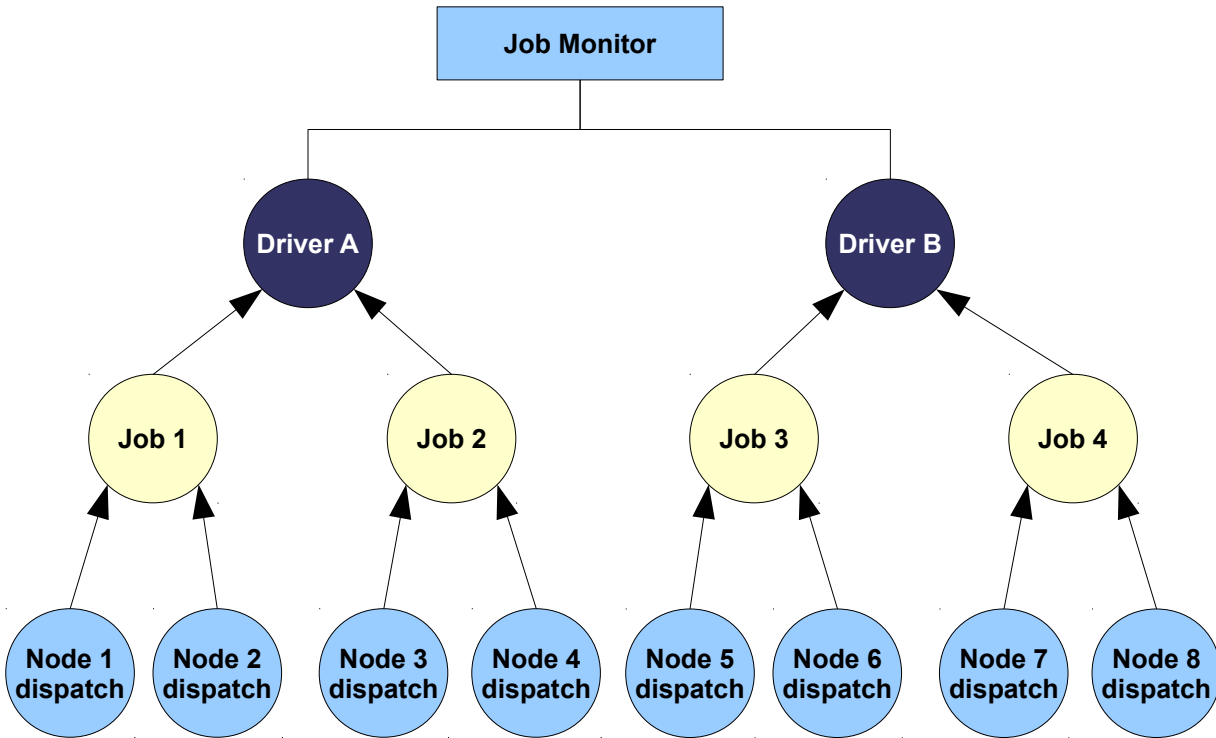 Job Monitor
Driver A
Driver B
Job 1
Job 2
Job 3
Job 4
Node 1
dispatch
Node 2
dispatch
Node 3
dispatch
Node 4
dispatch
Node 5
dispatch
Node 6
dispatch
Node 7
dispatch
Node 8
dispatch